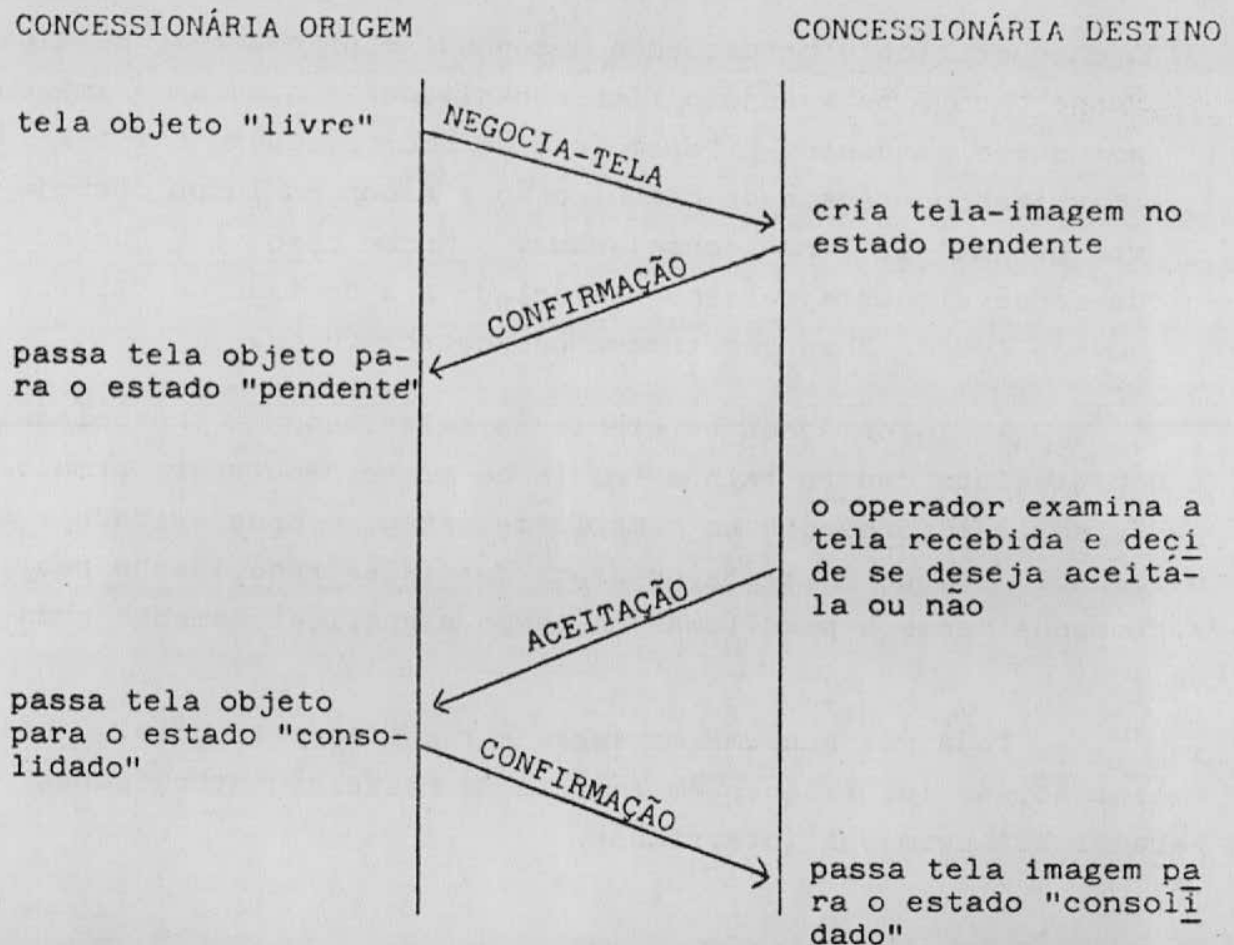 CONCESSIONÁRIA ORIGEM
CONCESSIONÁRIA DESTINO
tela objeto "livre"
NEGOCIA-TELA
cria tela-imagem no
estado pendente
CONFIRMAÇÃO
passa tela objeto pa-
ra o estado "pendente"
o operador examina a
tela recebida e deci
de se deseja aceitá-
la ou não
ACEITAÇÃO
passa tela objeto
para o estado "conso-
lidado"
CONFIRMAÇÃO
passa tela imagem pa
ra o estado "consoli
dado"